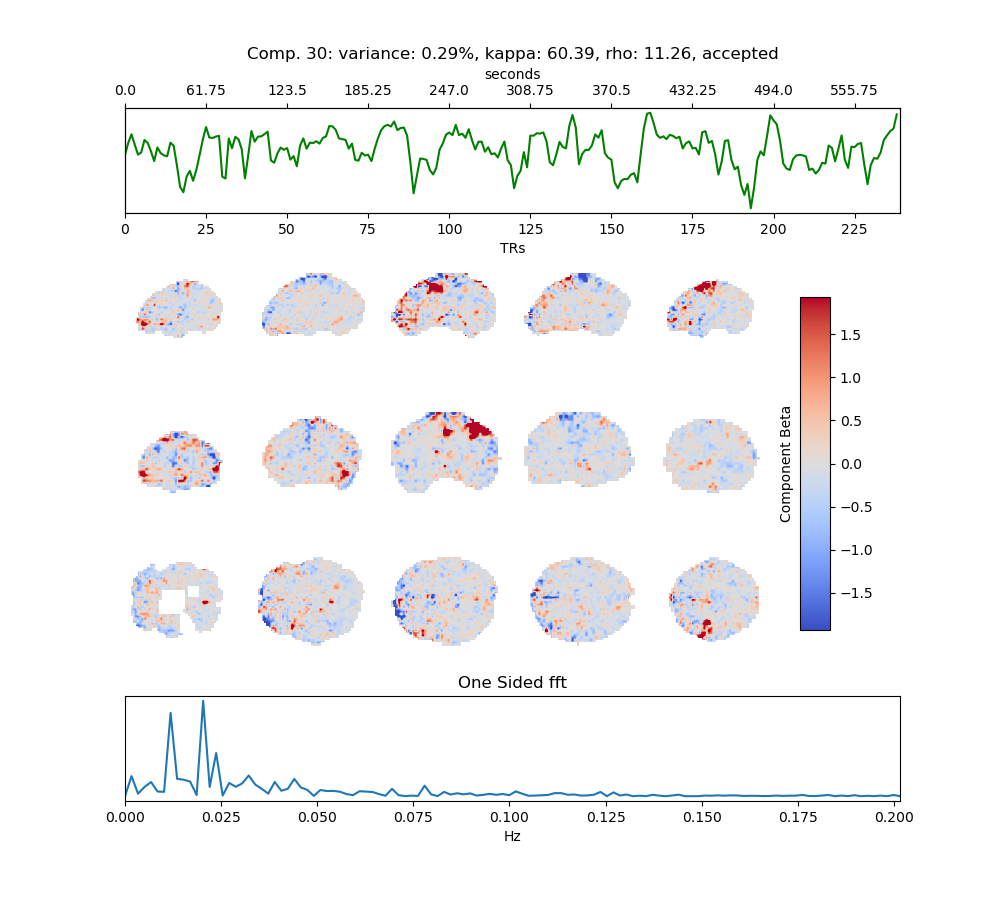 Comp. 30: variance: 0.29%, kappa: 60.39, rho: 11.26, accepted
seconds
0.0 61.75 123.5 185.25 247.0 308.75 370.5 432.25 494.0 555.75
0 25 50 75 100 125 150 175 200 225
TRs
1.5
1.0
0.5
0.0
−0.5
−1.0
−1.5
Component Beta
One Sided fft
0.000 0.025 0.050 0.075 0.100 0.125 0.150 0.175 0.200
Hz